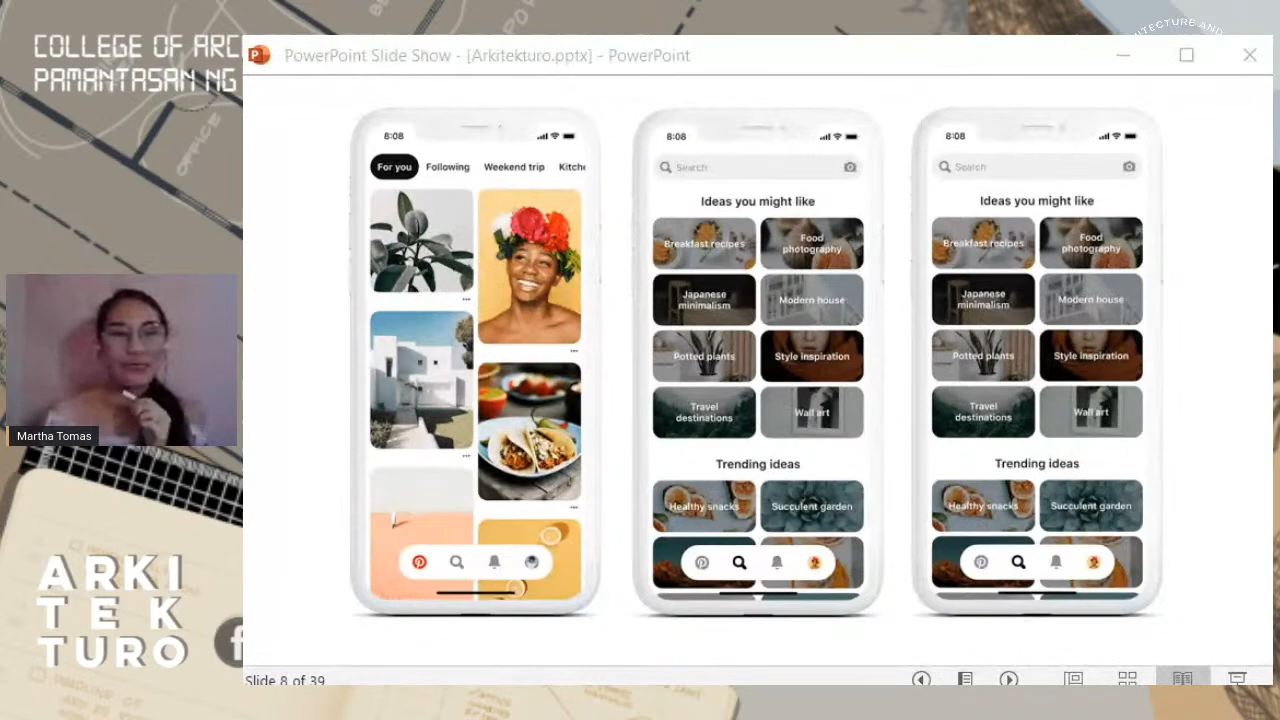 COLLEGE OF ARC
PAMANTASAN NG
OFFICE
ITECTURE AND
PowerPoint Slide Show - [Arkitekturo.pptx] - PowerPoint
8:08
For you Following Weekend trip Kitche
8:08
Search
Ideas you might like
Breakfast recipes
Food
photography
Japanese
minimalism
Modern house
Potted plants
Style inspiration
Travel
destinations
Wall art
Trending ideas
Healthy snacks
Succulent garden
8:08
Search
Ideas you might like
Breakfast recipes
Food
photography
Japanese
minimalism
Modern house
Potted plants
Style inspiration
Travel
destinations
Wall art
Trending ideas
Healthy snacks
Succulent garden
Martha Tomas
ARKI
TEK
TURO
Slide 8 of 39